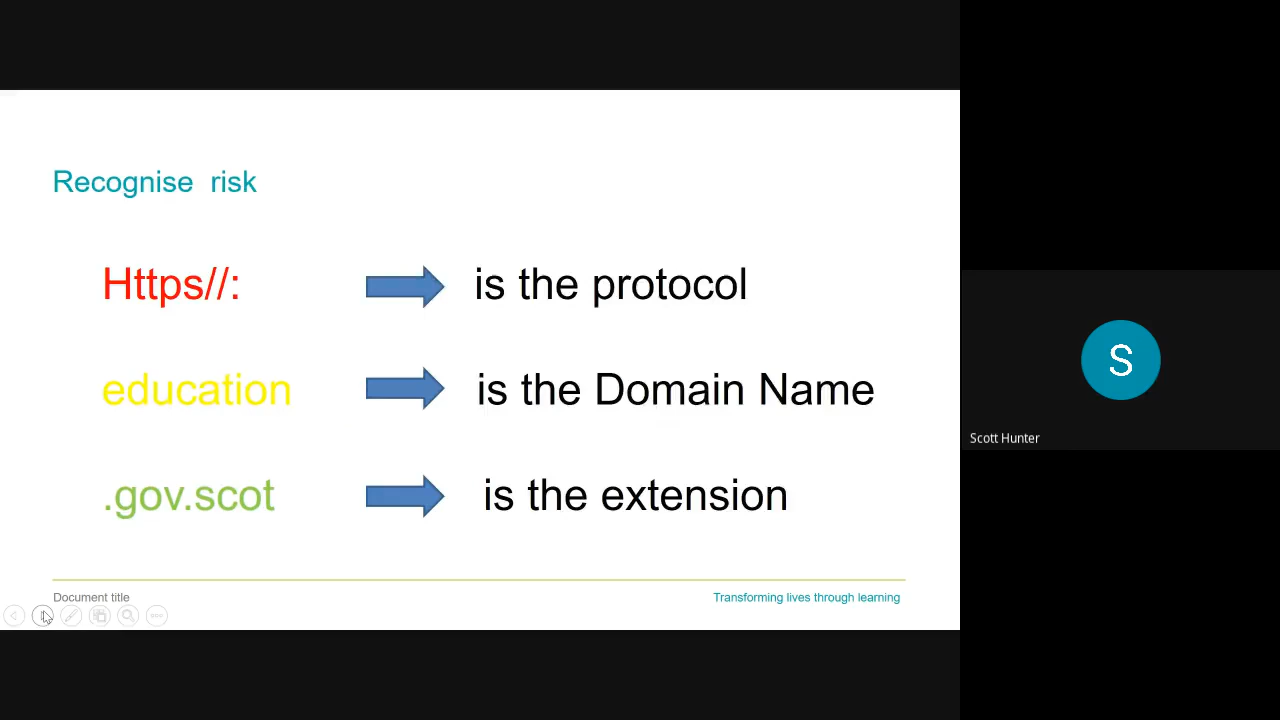 Recognise risk
Https//: is the protocol
education is the Domain Name
.gov.scot is the extension
Document title Transforming lives through learning
S
Scott Hunter